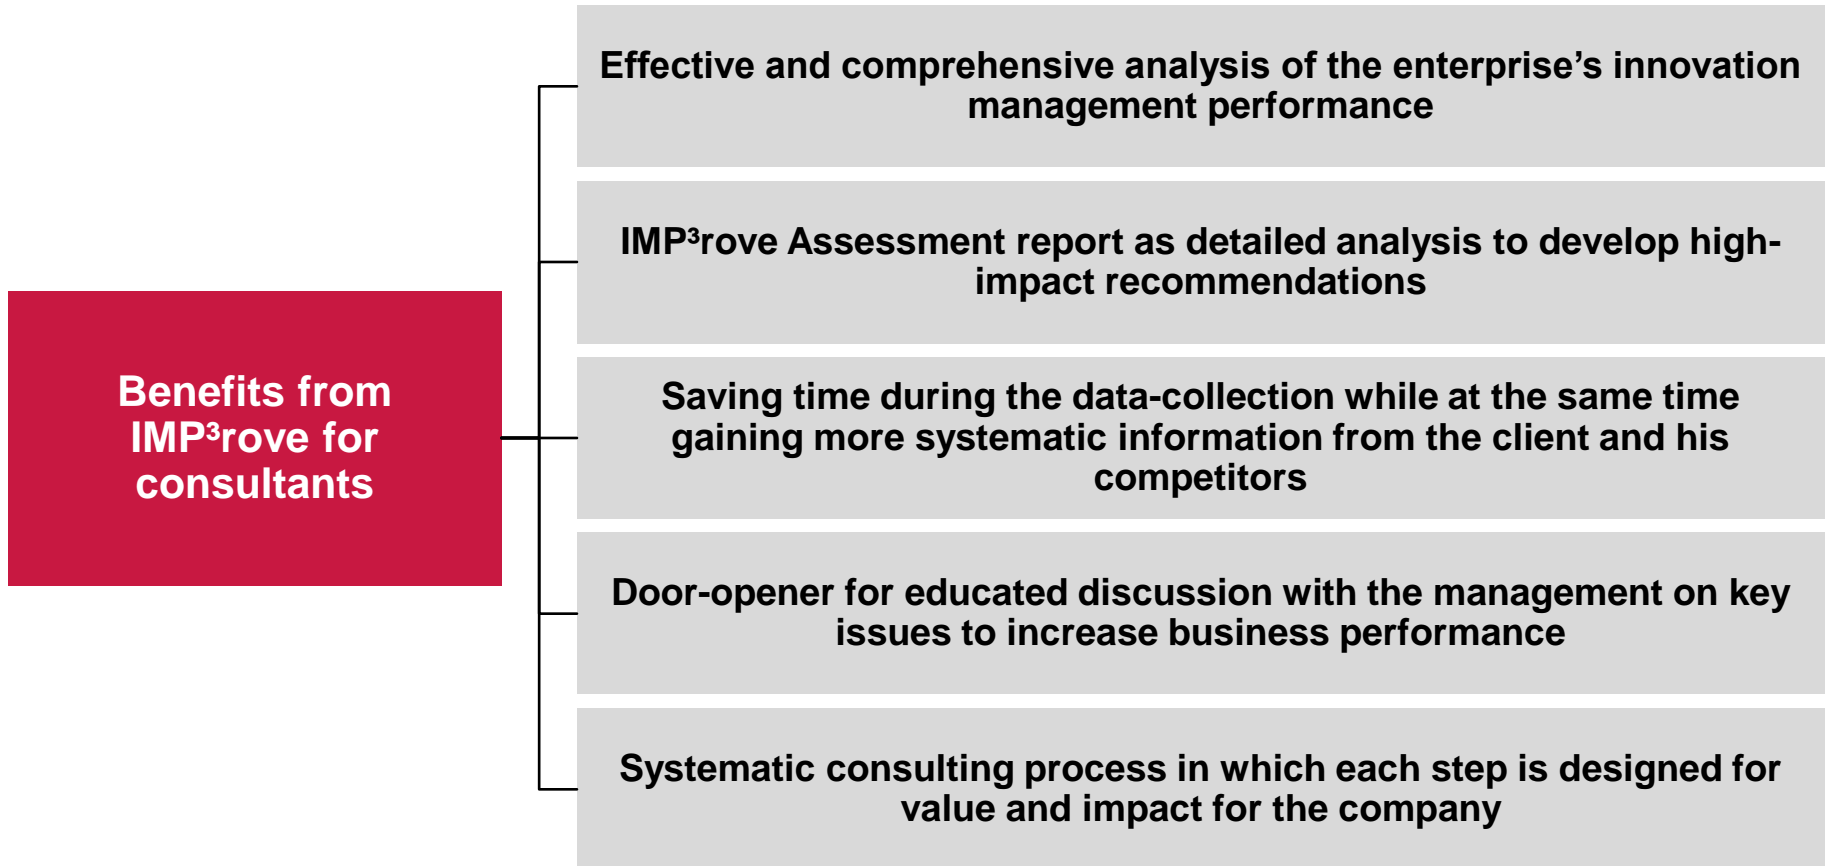 Benefits from
IMP³rove for
consultants
Effective and comprehensive analysis of the enterprise’s innovation
management performance
IMP³rove Assessment report as detailed analysis to develop high-
impact recommendations
Saving time during the data-collection while at the same time
gaining more systematic information from the client and his
competitors
Door-opener for educated discussion with the management on key
issues to increase business performance
Systematic consulting process in which each step is designed for
value and impact for the company